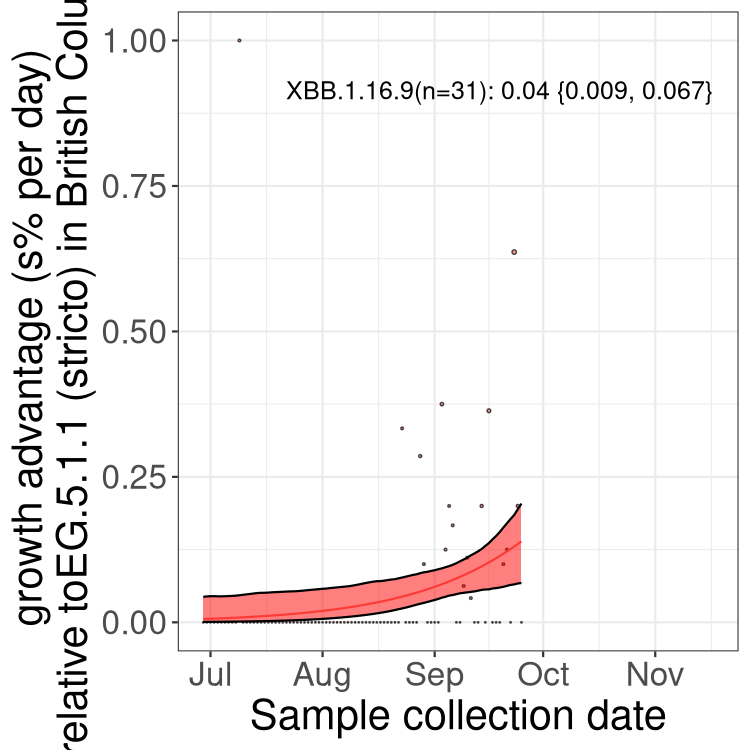 growth advantage (s% per day)
relative toEG.5.1.1 (stricto) in British Colu
1.00
0.75
0.50
0.25
0.00
XBB.1.16.9(n=31): 0.04 {0.009, 0.067}
Jul Aug Sep Oct Nov
Sample collection date